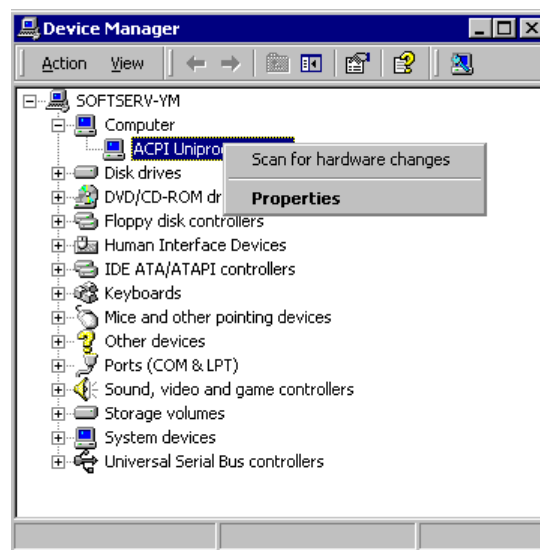 Device Manager
Action View
SOFTSERV-YM
Computer
ACPI
Scan for hardware changes
Disk drives
DVD/CD-ROM
Properties
Floppy disk controllers
Human Interface Devices
IDE ATA/ATAPI controllers
Keyboards
Mice and other pointing devices
Other devices
Ports (COM & LPT)
Sound, video and game controllers
Storage volumes
System devices
Universal Serial Bus controllers